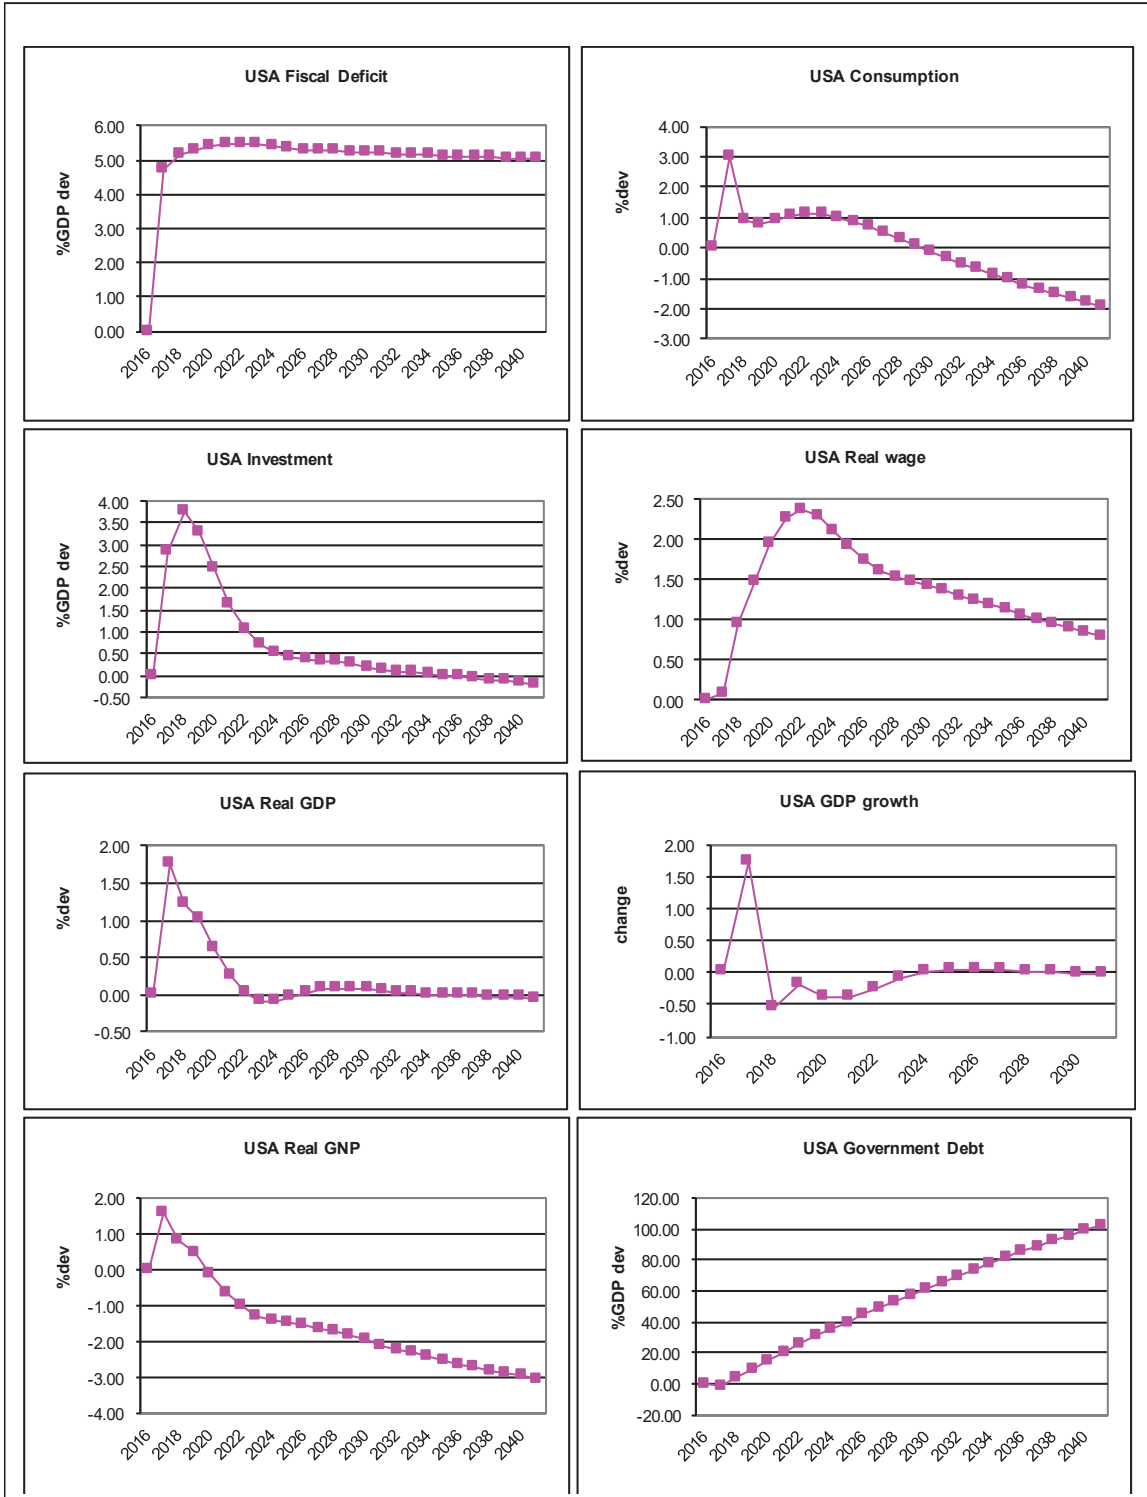 USA Fiscal Deficit
%GDP dev
6.00
5.00
4.00
3.00
2.00
1.00
0.00
2016 2018 2020 2022 2024 2026 2028 2030 2032 2034 2036 2038 2040
USA Consumption
%dev
4.00
3.00
2.00
1.00
0.00
-1.00
-2.00
-3.00
2016 2018 2020 2022 2024 2026 2028 2030 2032 2034 2036 2038 2040
USA Investment
%GDP dev
4.00
3.50
3.00
2.50
2.00
1.50
1.00
0.50
0.00
-0.50
2016 2018 2020 2022 2024 2026 2028 2030 2032 2034 2036 2038 2040
USA Real wage
%dev
2.50
2.00
1.50
1.00
0.50
0.00
2016 2018 2020 2022 2024 2026 2028 2030 2032 2034 2036 2038 2040
USA Real GDP
%dev
2.00
1.50
1.00
0.50
0.00
-0.50
2016 2018 2020 2022 2024 2026 2028 2030 2032 2034 2036 2038 2040
USA GDP growth
change
2.00
1.50
1.00
0.50
0.00
-0.50
-1.00
2016 2018 2020 2022 2024 2026 2028 2030
USA Real GNP
%dev
2.00
1.00
0.00
-1.00
-2.00
-3.00
-4.00
2016 2018 2020 2022 2024 2026 2028 2030 2032 2034 2036 2038 2040
USA Government Debt
%GDP dev
120.00
100.00
80.00
60.00
40.00
20.00
0.00
-20.00
2016 2018 2020 2022 2024 2026 2028 2030 2032 2034 2036 2038 2040